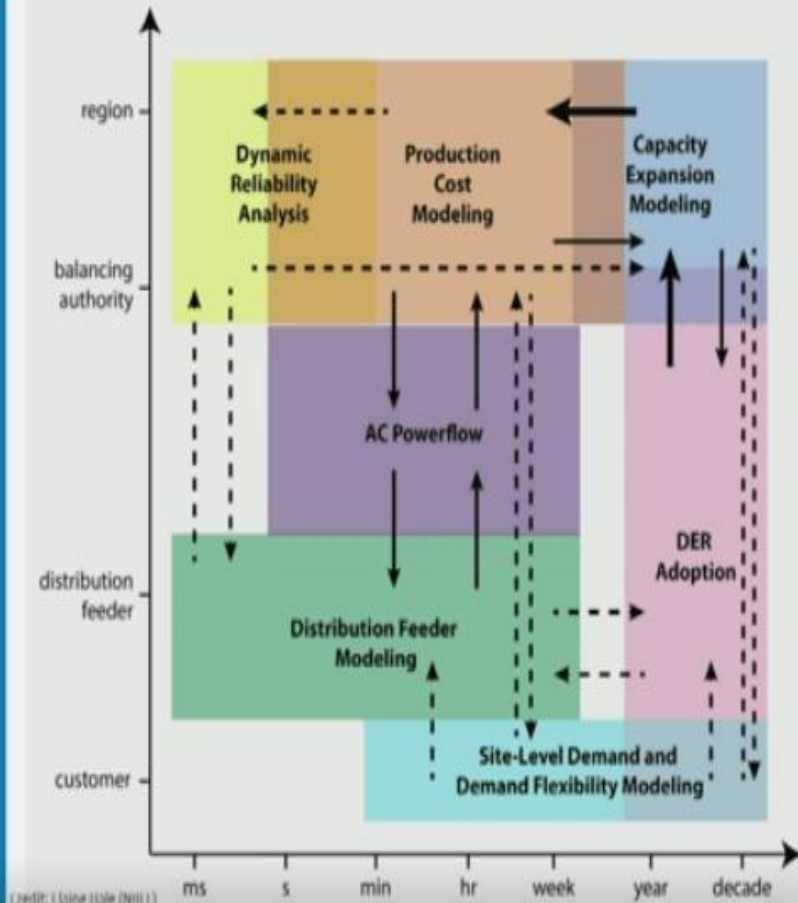 region
Dynamic
Reliability
Analysis
Production
Cost
Modeling
Capacity
Expansion
Modeling
balancing
authority
AC Powerflow
DER
Adoption
distribution
feeder
Distribution Feeder
Modeling
customer
Site-Level Demand and
Demand Flexibility Modeling
ms
s
min
hr
week
year
decade